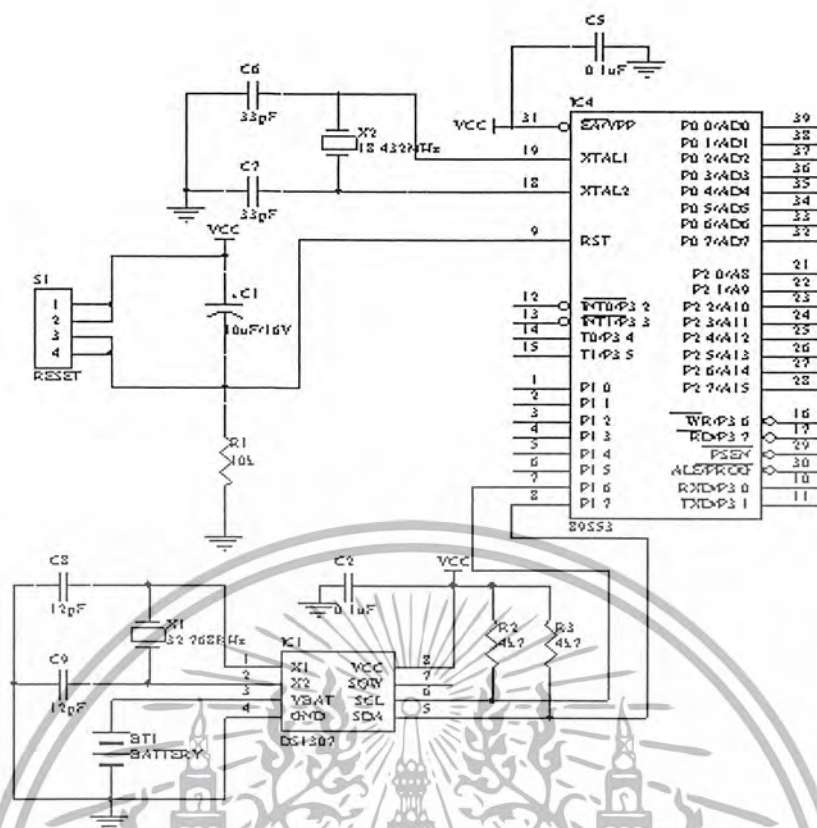 C5
0.1uF
C6
33pF
X2
18.432MHz
C7
33pF
VCC
31
19
18
9
12
13
14
15
1
2
3
4
5
6
7
8
IC4
EA/VPP
XTAL1
XTAL2
RST
INT0/P3.2
INT1/P3.3
T0/P3.4
T1/P3.5
P1.0
P1.1
P1.2
P1.3
P1.4
P1.5
P1.6
P1.7
P0.0/AD0
P0.1/AD1
P0.2/AD2
P0.3/AD3
P0.4/AD4
P0.5/AD5
P0.6/AD6
P0.7/AD7
P2.0/A8
P2.1/A9
P2.2/A10
P2.3/A11
P2.4/A12
P2.5/A13
P2.6/A14
P2.7/A15
WR/P3.6
RD/P3.7
PSEN
ALE/PROG
RXD/P3.0
TXD/P3.1
39
38
37
36
35
34
33
32
21
22
23
24
25
26
27
28
16
17
29
30
10
11
89S53
VCC
S1
1
2
3
4
RESET
C1
10uF/16V
R1
10k
C8
12pF
X1
32.768KHz
C9
12pF
BT1
BATTERY
C2
0.1uF
VCC
IC1
1
2
3
4
X1
X2
VBAT
GND
VCC
SQW
SCL
SDA
8
7
6
5
DS1307
R2
4k7
R3
4k7